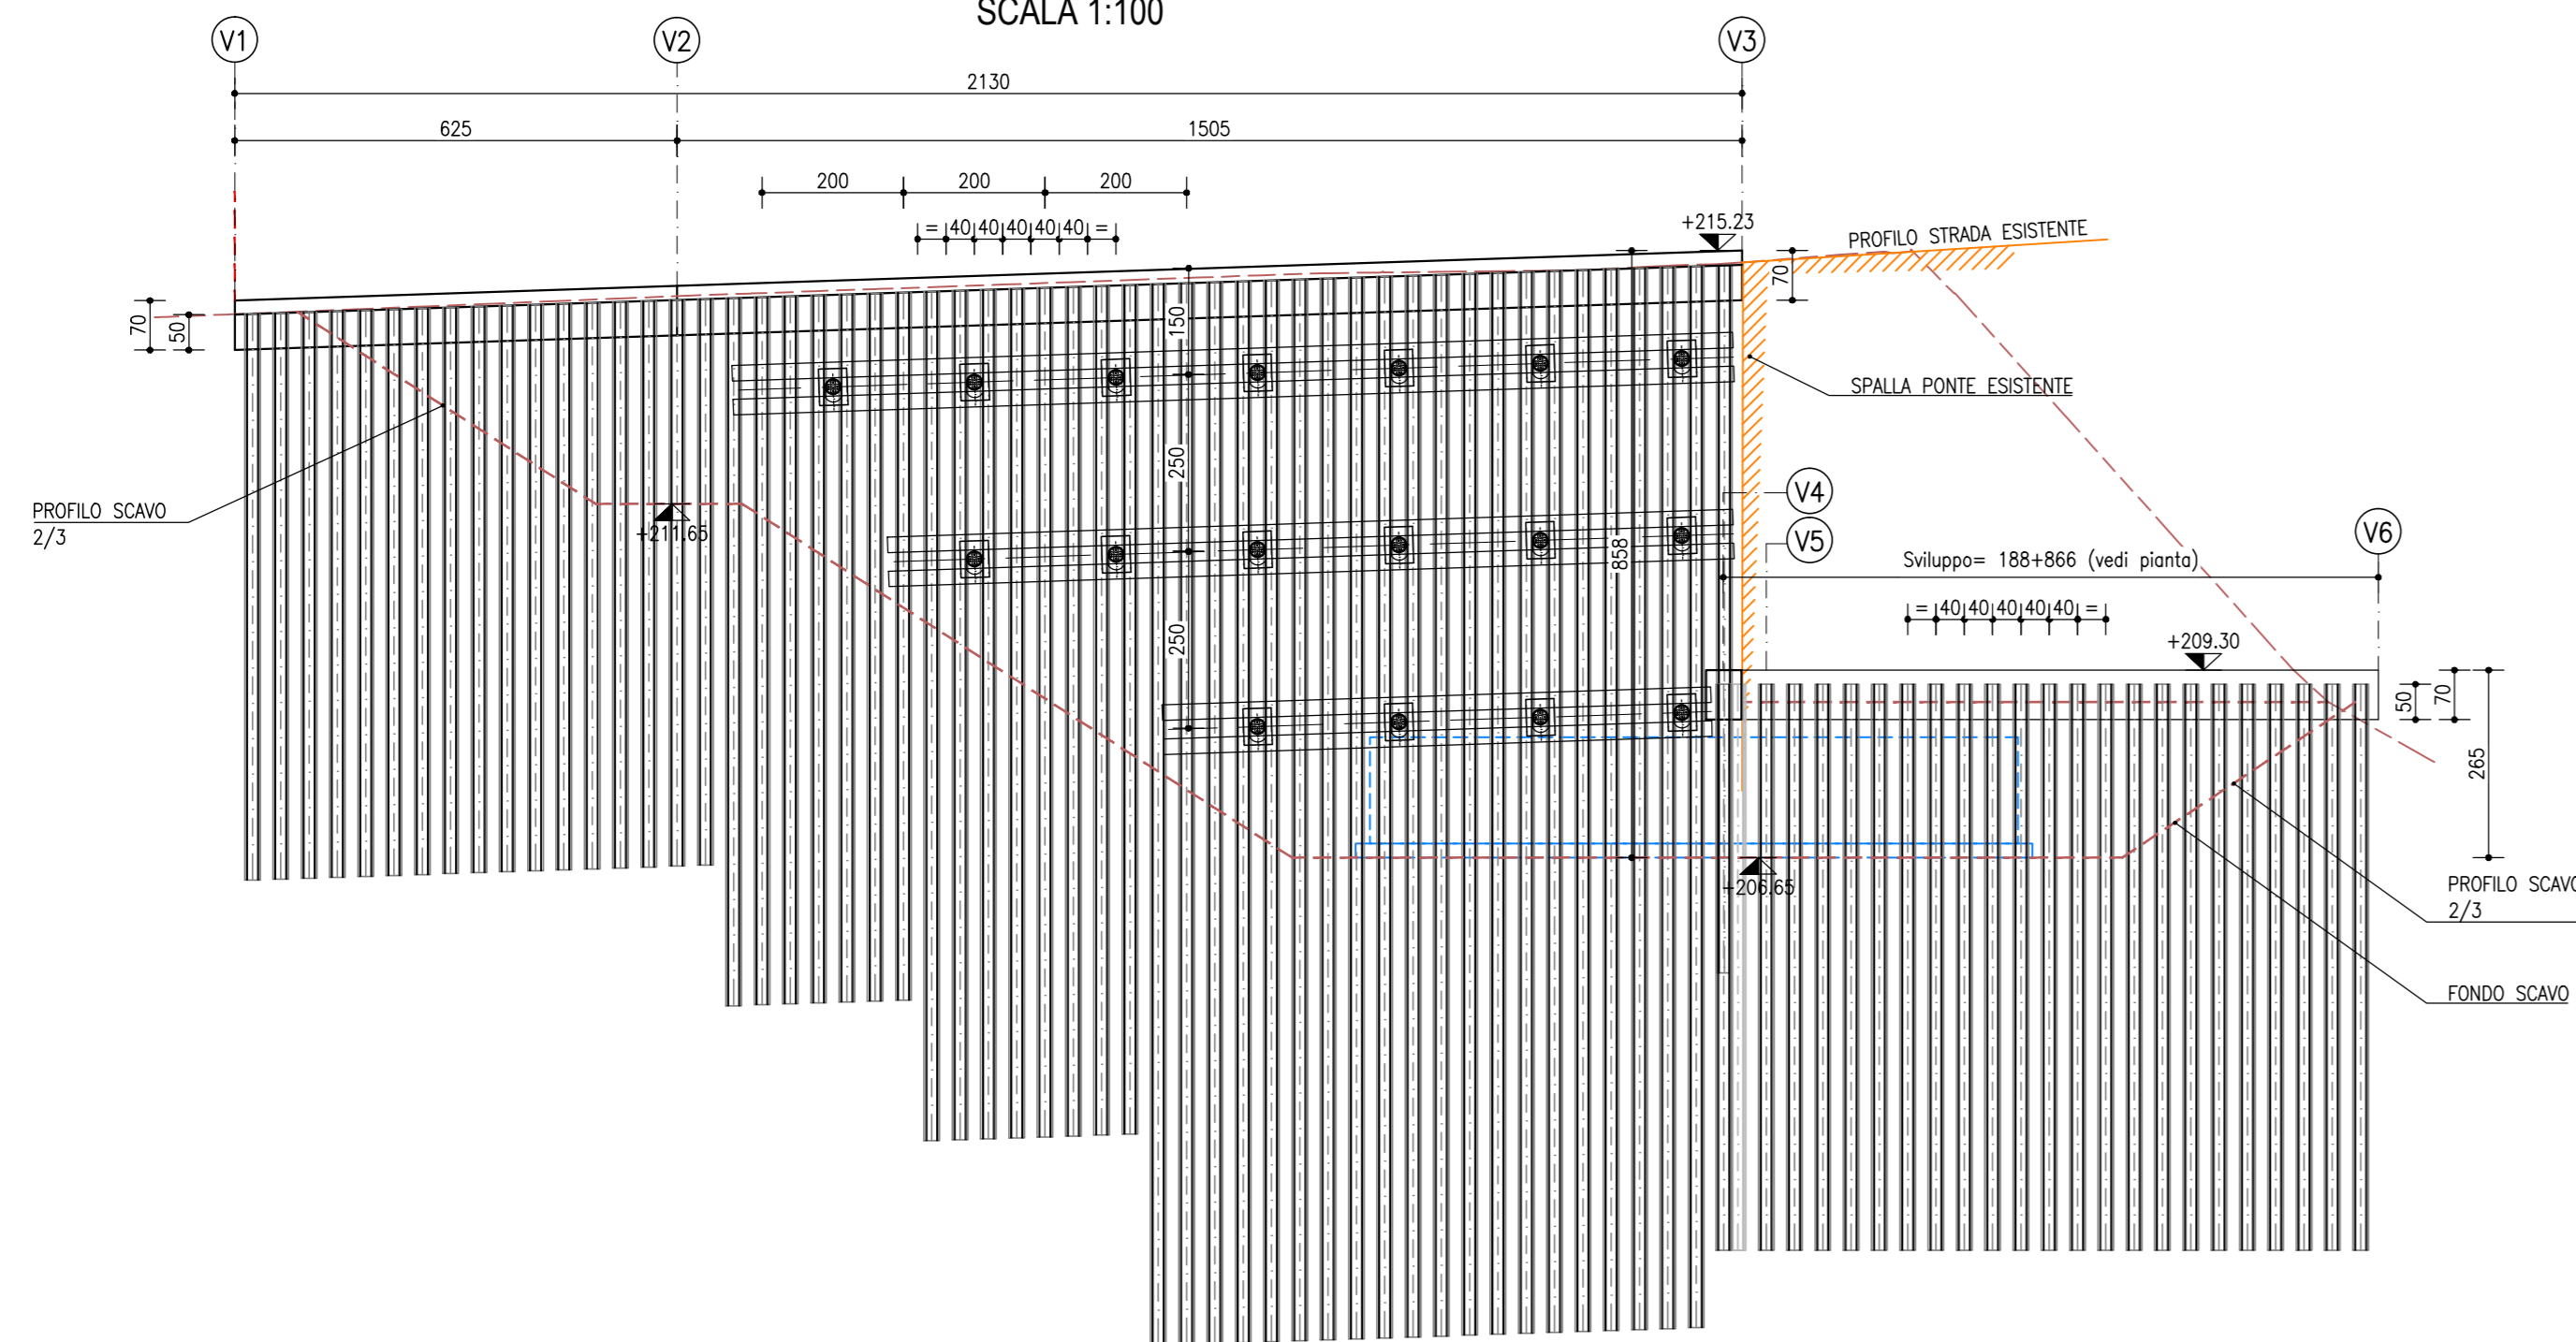 SCALA 1:100
V1
V2
V3
2130
625
1505
200
200
200
= 40 40 40 40 40 =
+215.23
PROFILO STRADA ESISTENTE
70
50
70
150
SPALLA PONTE ESISTENTE
250
V4
PROFILO SCAVO
2/3
+211.65
V5
V6
858
Sviluppo= 188+866 (vedi pianta)
= 40 40 40 40 40 =
250
+209.30
50
70
265
+206.65
PROFILO SCAVO
2/3
FONDO SCAVO